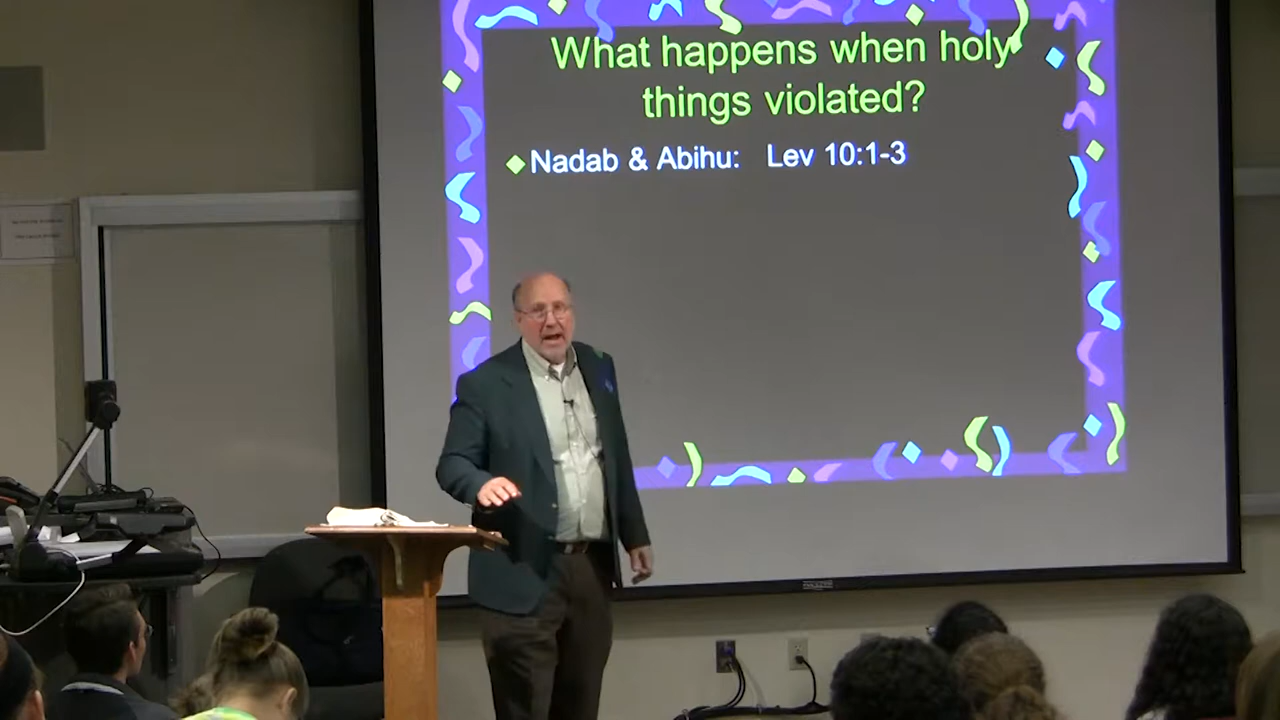 What happens when holy
things violated?
Nadab & Abihu: Lev 10:1-3